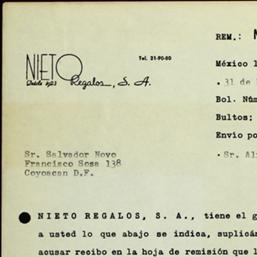 REM.: N
Tel. 21-90-80
NIETO
Regalos, S. A.
México 1
31 de
Bol. Núm
Bultos;
Envío po
Sr. Salvador Novo
Francisco Sosa 138
Coyoacan D.F.
Sr. Al
NIETO REGALOS, S. A., tiene el g
a usted lo que abajo se indica, suplicán
acusar recibo en la hoja de remisión que l